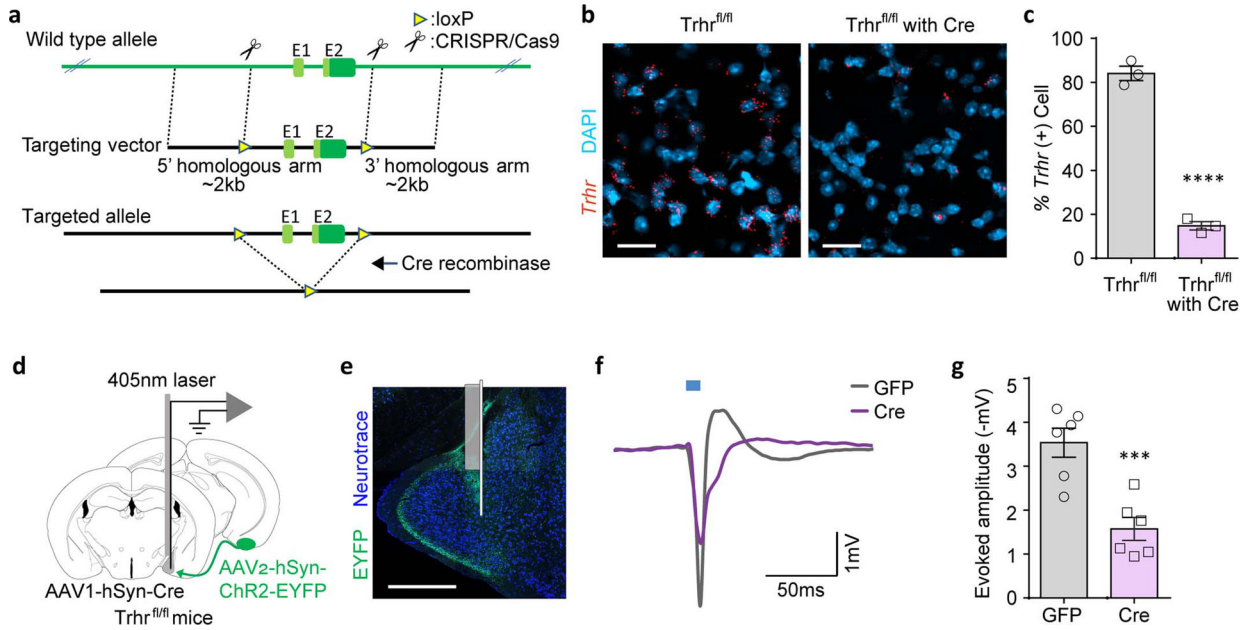 a
▷:loxP
✂:CRISPR/Cas9
Wild type allele
E1 E2
Targeting vector
E1 E2
5' homologous arm 3' homologous arm
~2kb ~2kb
Targeted allele
E1 E2
Cre recombinase
b
Trhr^fl/fl Trhr^fl/fl with Cre
Trhr DAPI
c
% Trhr (+) Cell
100
80
60
40
20
0
****
Trhr^fl/fl Trhr^fl/fl
with Cre
d
405nm laser
AAV1-hSyn-Cre
AAV2-hSyn-
ChR2-EYFP
Trhr^fl/fl mice
e
EYFP Neurotrace
f
GFP
Cre
1mV
50ms
g
Evoked amplitude (-mV)
5
4
3
2
1
0
***
GFP Cre